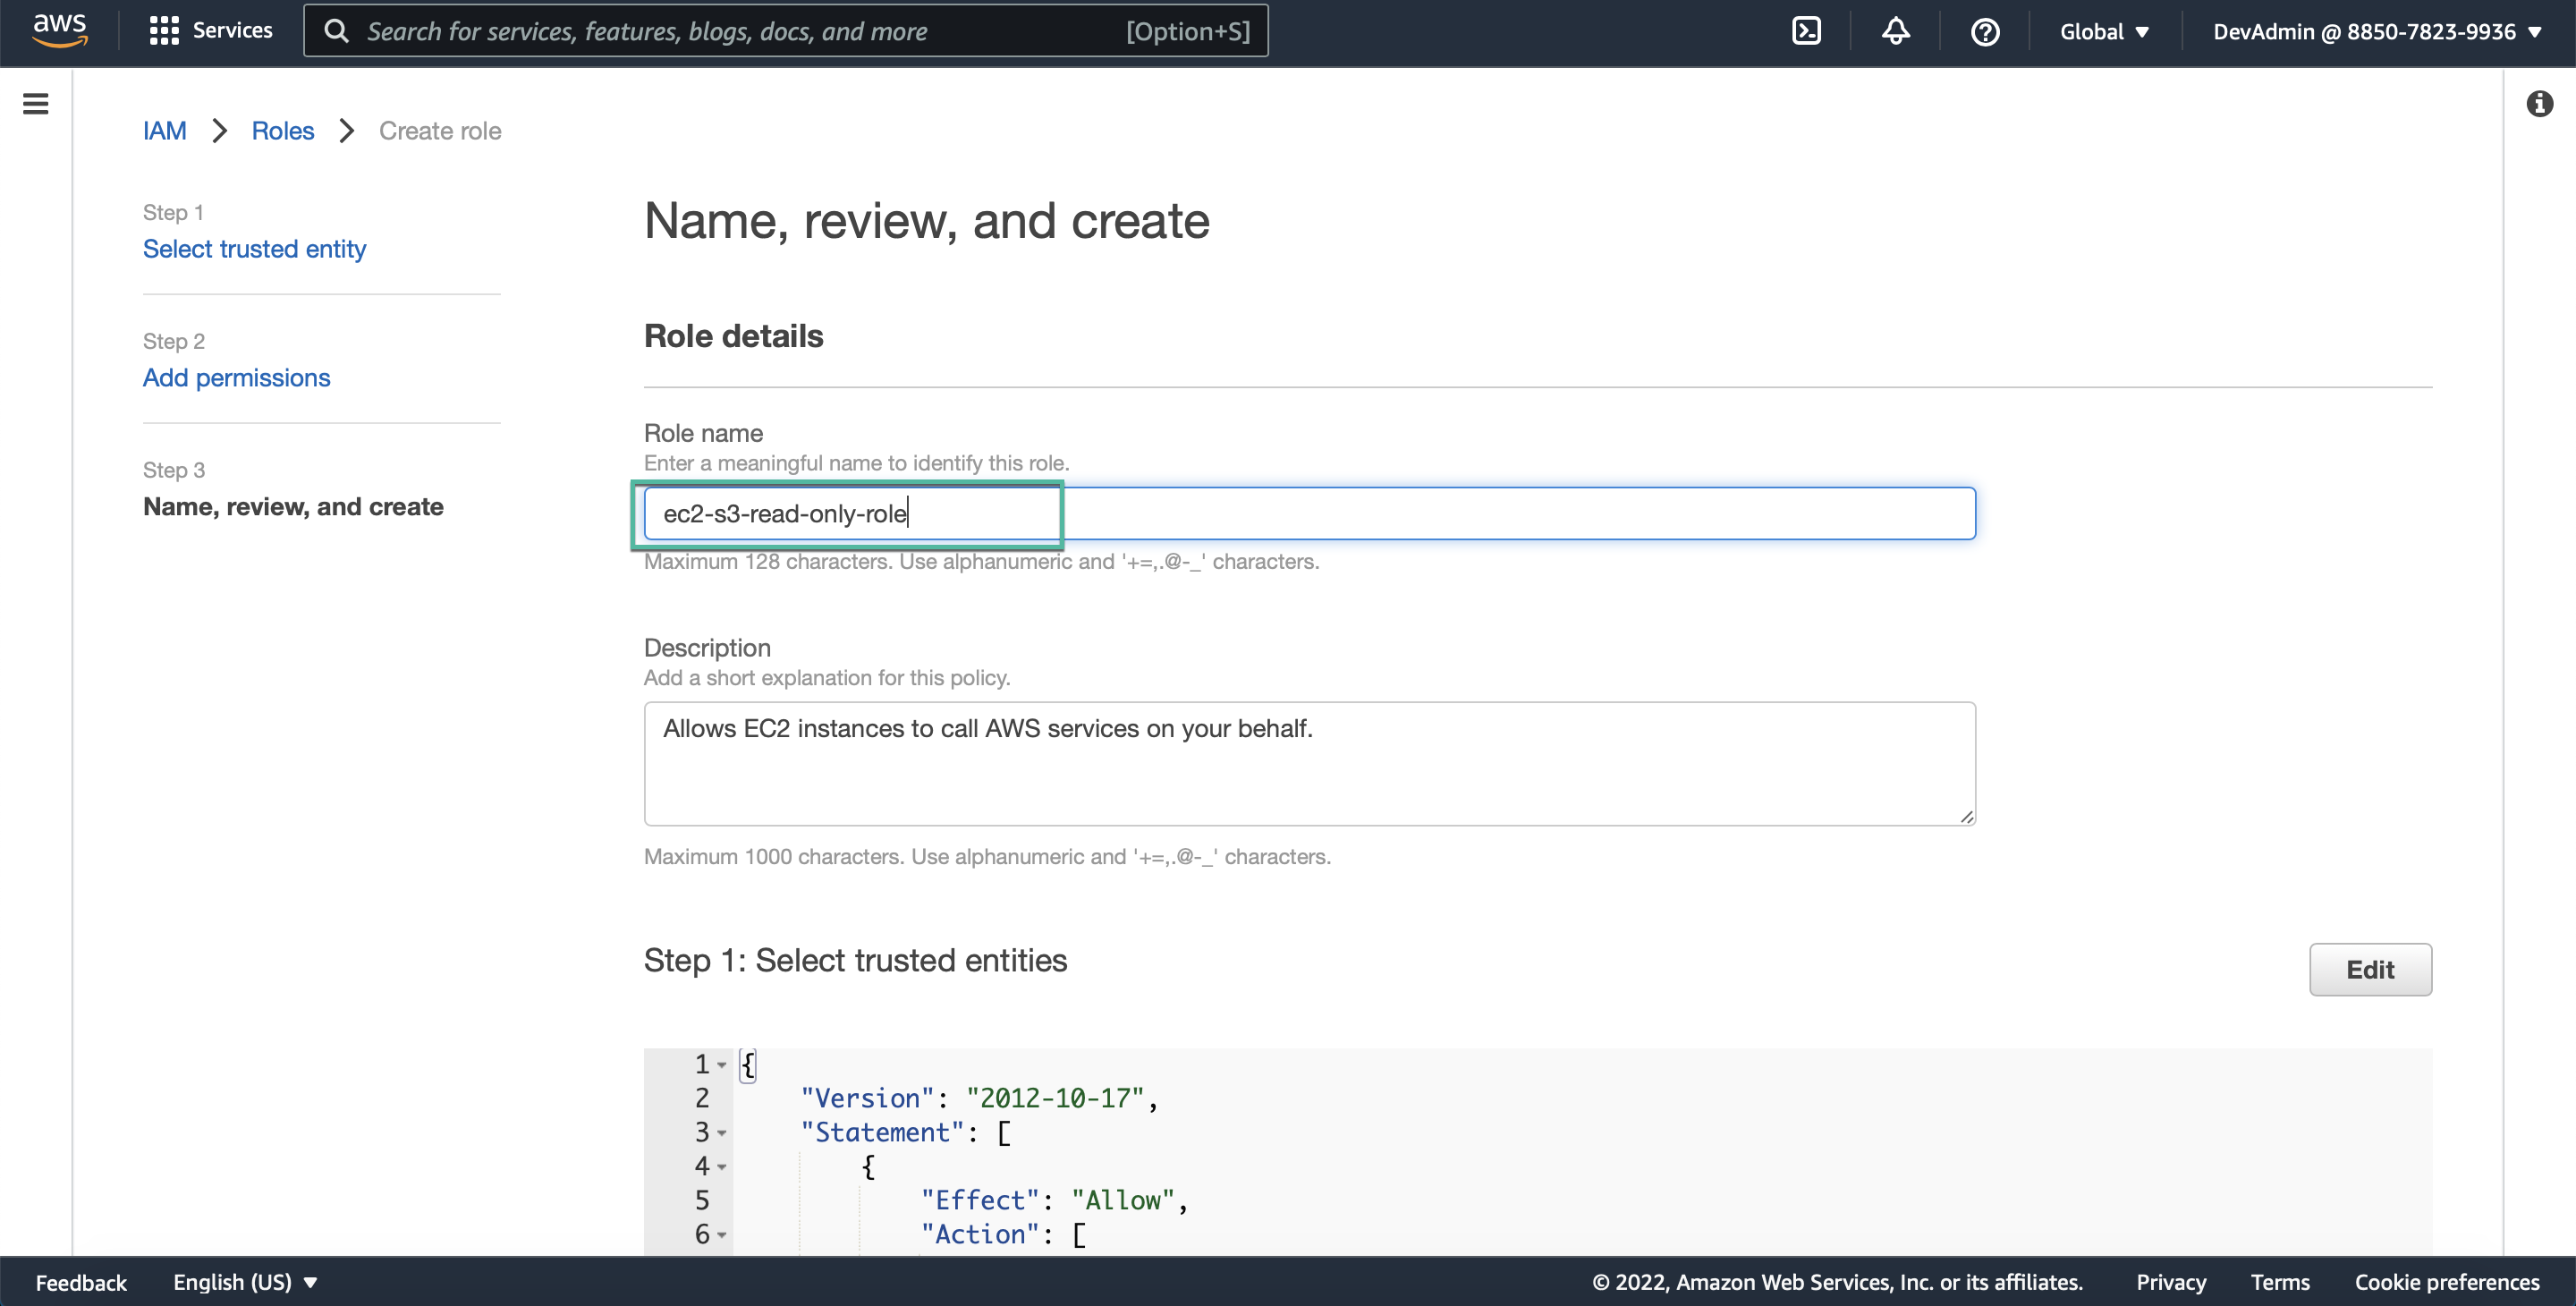 aws
Services
Search for services, features, blogs, docs, and more [Option+S]
Global
DevAdmin @ 8850-7823-9936
IAM > Roles > Create role
Step 1
Select trusted entity
Step 2
Add permissions
Step 3
Name, review, and create
Name, review, and create
Role details
Role name
Enter a meaningful name to identify this role.
ec2-s3-read-only-role
Maximum 128 characters. Use alphanumeric and '+=,.@-_' characters.
Description
Add a short explanation for this policy.
Allows EC2 instances to call AWS services on your behalf.
Maximum 1000 characters. Use alphanumeric and '+=,.@-_' characters.
Step 1: Select trusted entities
Edit
1 {
2 "Version": "2012-10-17",
3 "Statement": [
4 {
5 "Effect": "Allow",
6 "Action": [
Feedback
English (US)
© 2022, Amazon Web Services, Inc. or its affiliates.
Privacy
Terms
Cookie preferences